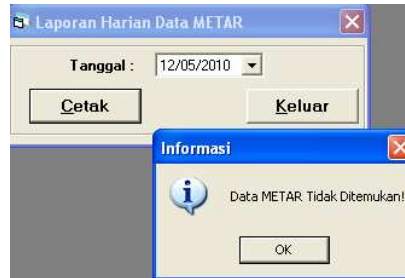 Laporan Harian Data METAR
Tanggal : 12/05/2010
Cetak Keluar
Informasi
Data METAR Tidak Ditemukan!
OK